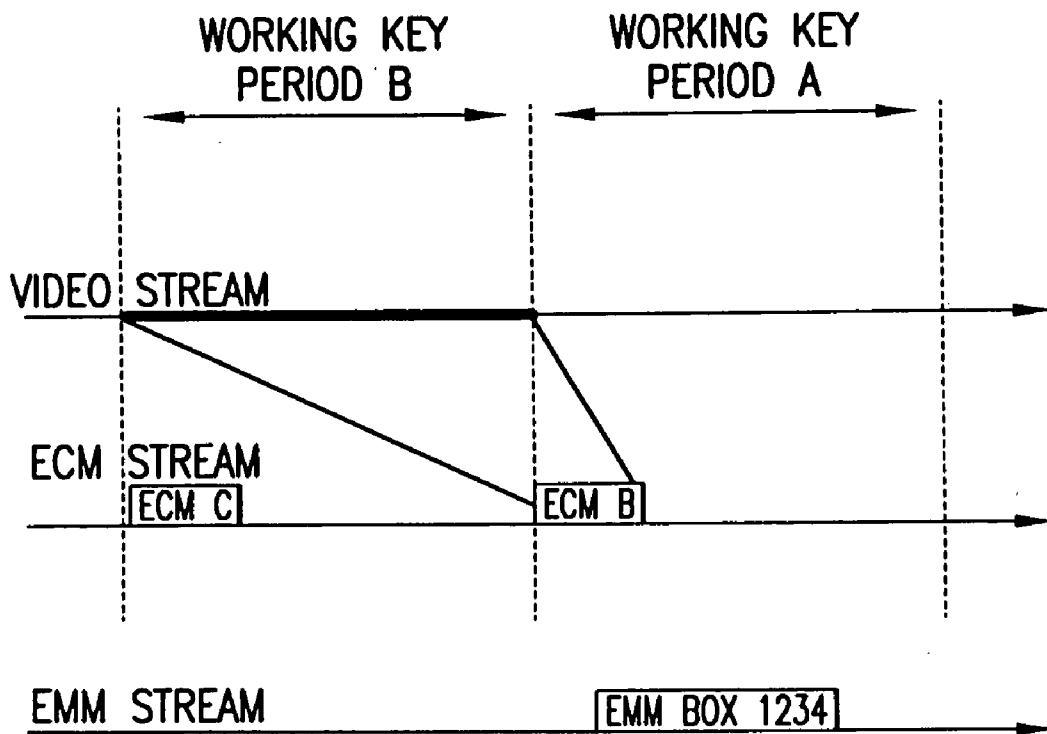 WORKING KEY
PERIOD B
WORKING KEY
PERIOD A
VIDEO STREAM
ECM STREAM
ECM C
ECM B
EMM STREAM
EMM BOX 1234